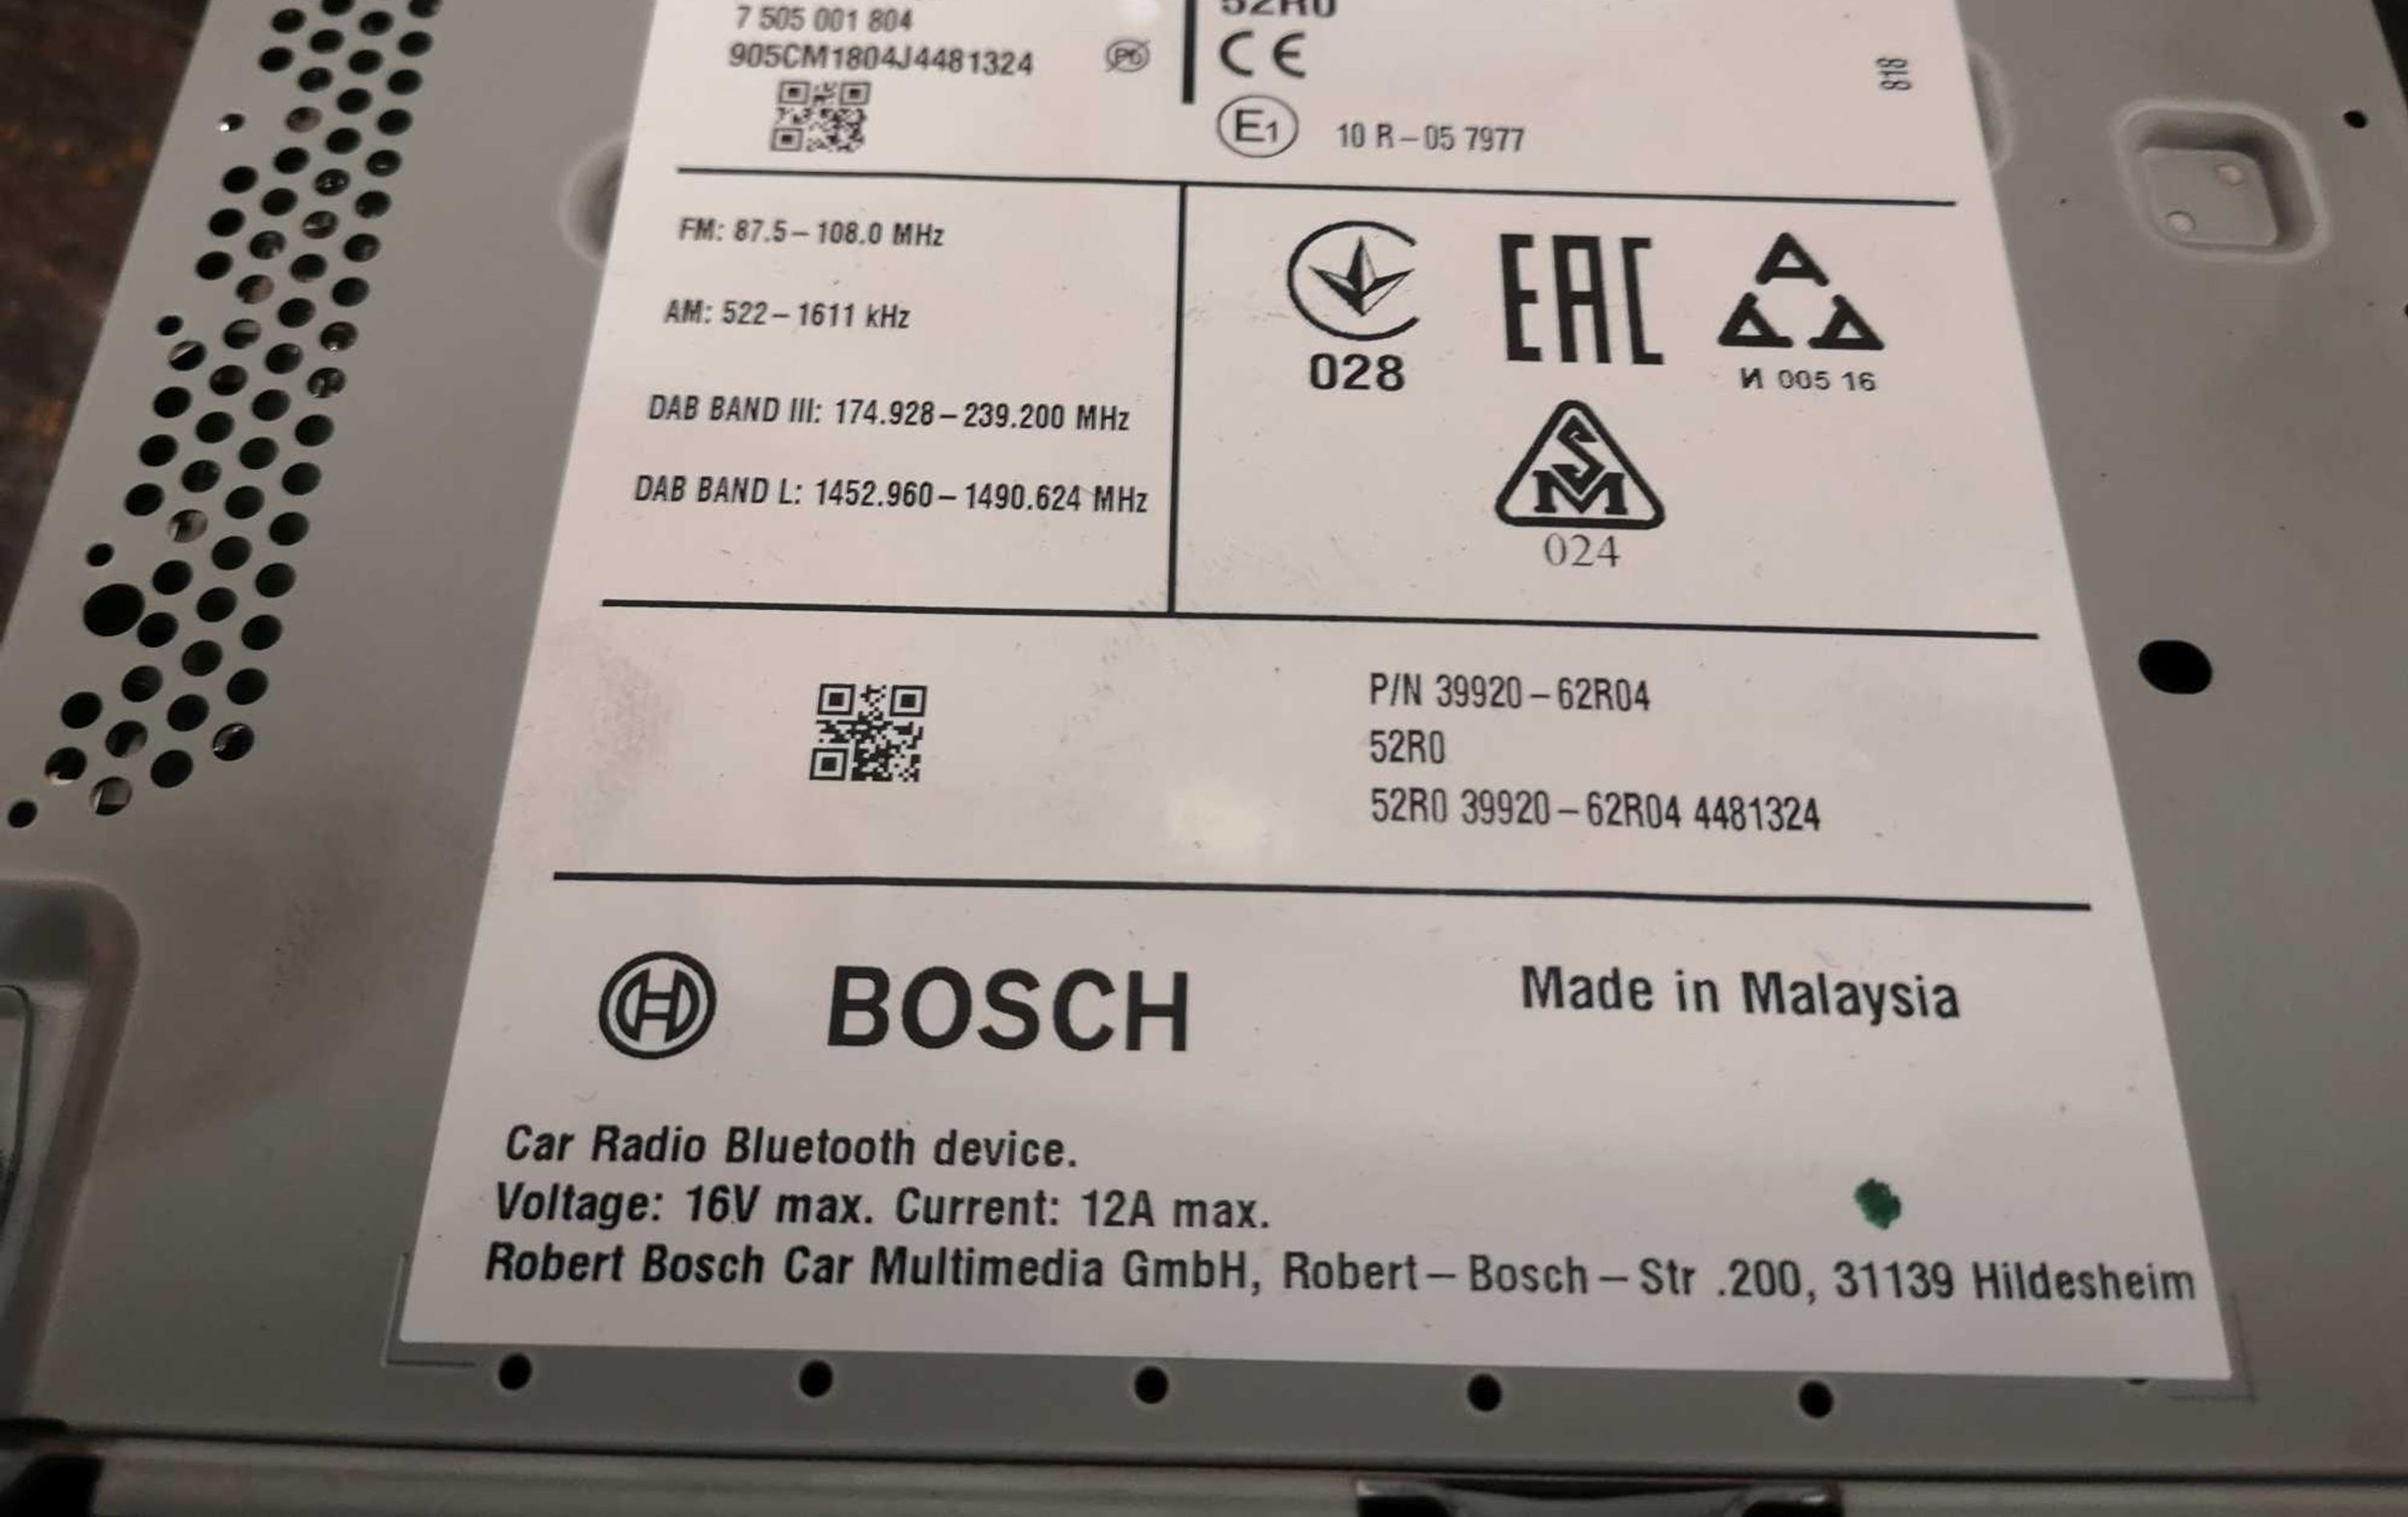 7 505 001 804
905CM1804J4481324
P6
52R0
CE
E1 10 R-05 7977
818
FM: 87.5-108.0 MHz
AM: 522-1611 kHz
DAB BAND III: 174.928-239.200 MHz
DAB BAND L: 1452.960-1490.624 MHz
028
EAC
И 005 16
SM
024
P/N 39920-62R04
52R0
52R0 39920-62R04 4481324
BOSCH
Made in Malaysia
Car Radio Bluetooth device.
Voltage: 16V max. Current: 12A max.
Robert Bosch Car Multimedia GmbH, Robert-Bosch-Str .200, 31139 Hildesheim